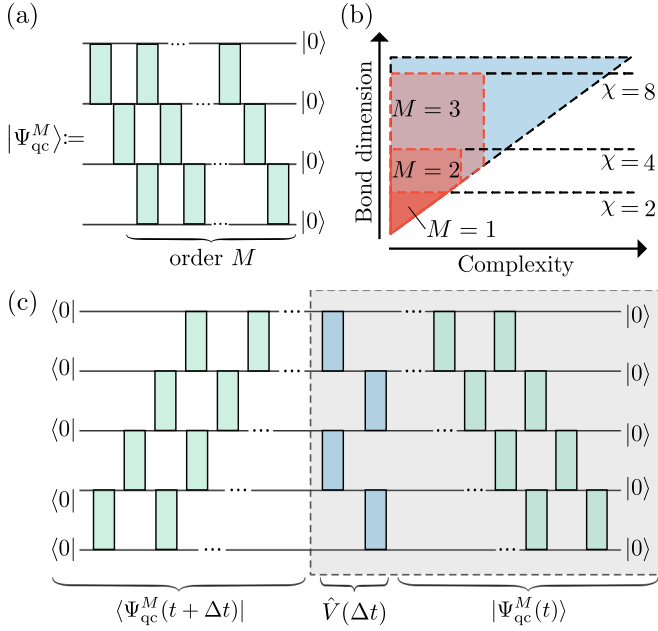 (a)
|0⟩
|0⟩
|Ψ^M_qc⟩:=
|0⟩
|0⟩
order M
(b)
Bond dimension
Complexity
M = 3
M = 2
M = 1
χ = 8
χ = 4
χ = 2
(c)
⟨0| |0⟩
⟨0| |0⟩
⟨0| |0⟩
⟨0| |0⟩
⟨0| |0⟩
⟨Ψ^M_qc(t + Δt)| V̂(Δt) |Ψ^M_qc(t)⟩